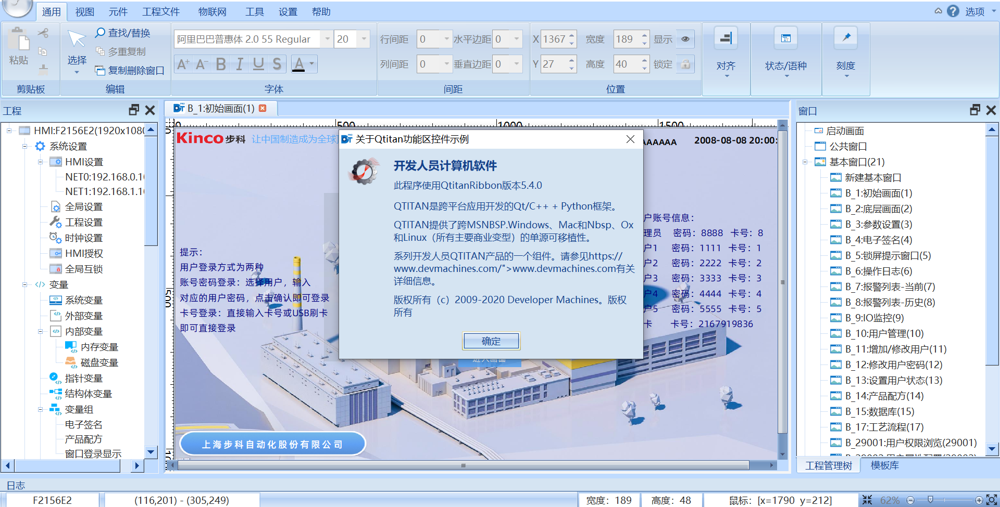 通用 视图 元件 工程文件 物联网 工具 设置 帮助 选项
粘贴
剪贴板
选择
查找/替换
多重复制
复制删除窗口
编辑
阿里巴巴普惠体 2.0 55 Regular 20
A+ A- B I U S A
字体
行间距 0 水平边距 0
列间距 0 垂直边距 0
间距
X 1367 宽度 189 显示
Y 27 高度 40 锁定
位置
对齐
状态/语种
刻度
工程
HMI:F2156E2(1920x1080
系统设置
HMI设置
NET0:192.168.0.1
NET1:192.168.1.1
全局设置
工程设置
时钟设置
HMI授权
全局互锁
变量
系统变量
外部变量
内部变量
内存变量
磁盘变量
指针变量
结构体变量
变量组
电子签名
产品配方
窗口登录显示
B_1:初始画面(1)
0 500 1000 1500
500
Kinco步科 让中国制造成为全球
AAAAAA 2008-08-08 20:00:
提示：
用户登录方式为两种
账号密码登录：选择用户，输入
对应的用户密码，点击确认即可登录
卡号登录：直接输入卡号或USB刷卡
即可直接登录
关于Qtitan功能区控件示例
开发人员计算机软件
此程序使用QtitanRibbon版本5.4.0
QTITAN是跨平台应用开发的Qt/C++ + Python框架。
QTITAN提供了跨MSNBSP.Windows、Mac和Nbsp、Ox
和Linux（所有主要商业变型）的单源可移植性。
系列开发人员QTITAN产品的一个组件。请参见https://
www.devmachines.com/">www.devmachines.com有关
详细信息。
版权所有（c）2009-2020 Developer Machines。版权
所有
确定
进入画面
户账号信息：
理员 密码：8888 卡号：8
户1 密码：1111 卡号：1
户2 密码：2222 卡号：2
户3 密码：3333 卡号：3
户4 密码：4444 卡号：4
户5 密码：5555 卡号：5
卡 卡号：2167919836
上海步科自动化股份有限公司
窗口
启动画面
公共窗口
基本窗口(21)
新建基本窗口
B_1:初始画面(1)
B_2:底层画面(2)
B_3:参数设置(3)
B_4:电子签名(4)
B_5:锁屏提示窗口(5)
B_6:操作日志(6)
B_7:报警列表-当前(7)
B_8:报警列表-历史(8)
B_9:IO监控(9)
B_10:用户管理(10)
B_11:增加/修改用户(11)
B_12:修改用户密码(12)
B_13:设置用户状态(13)
B_14:产品配方(14)
B_15:数据库(15)
B_17:工艺流程(17)
B_29001:用户权限浏览(29001)
工程管理树 模板库
日志
F2156E2 (116,201) - (305,249) 宽度：189 高度：48 鼠标：[x=1790 y=212] 62%